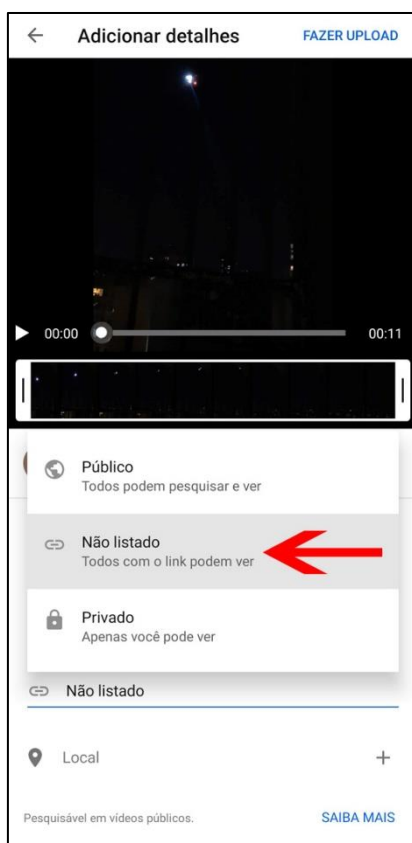 Adicionar detalhes FAZER UPLOAD
00:00 00:11
Público
Todos podem pesquisar e ver
Não listado
Todos com o link podem ver
Privado
Apenas você pode ver
Não listado
Local
Pesquisável em vídeos públicos. SAIBA MAIS